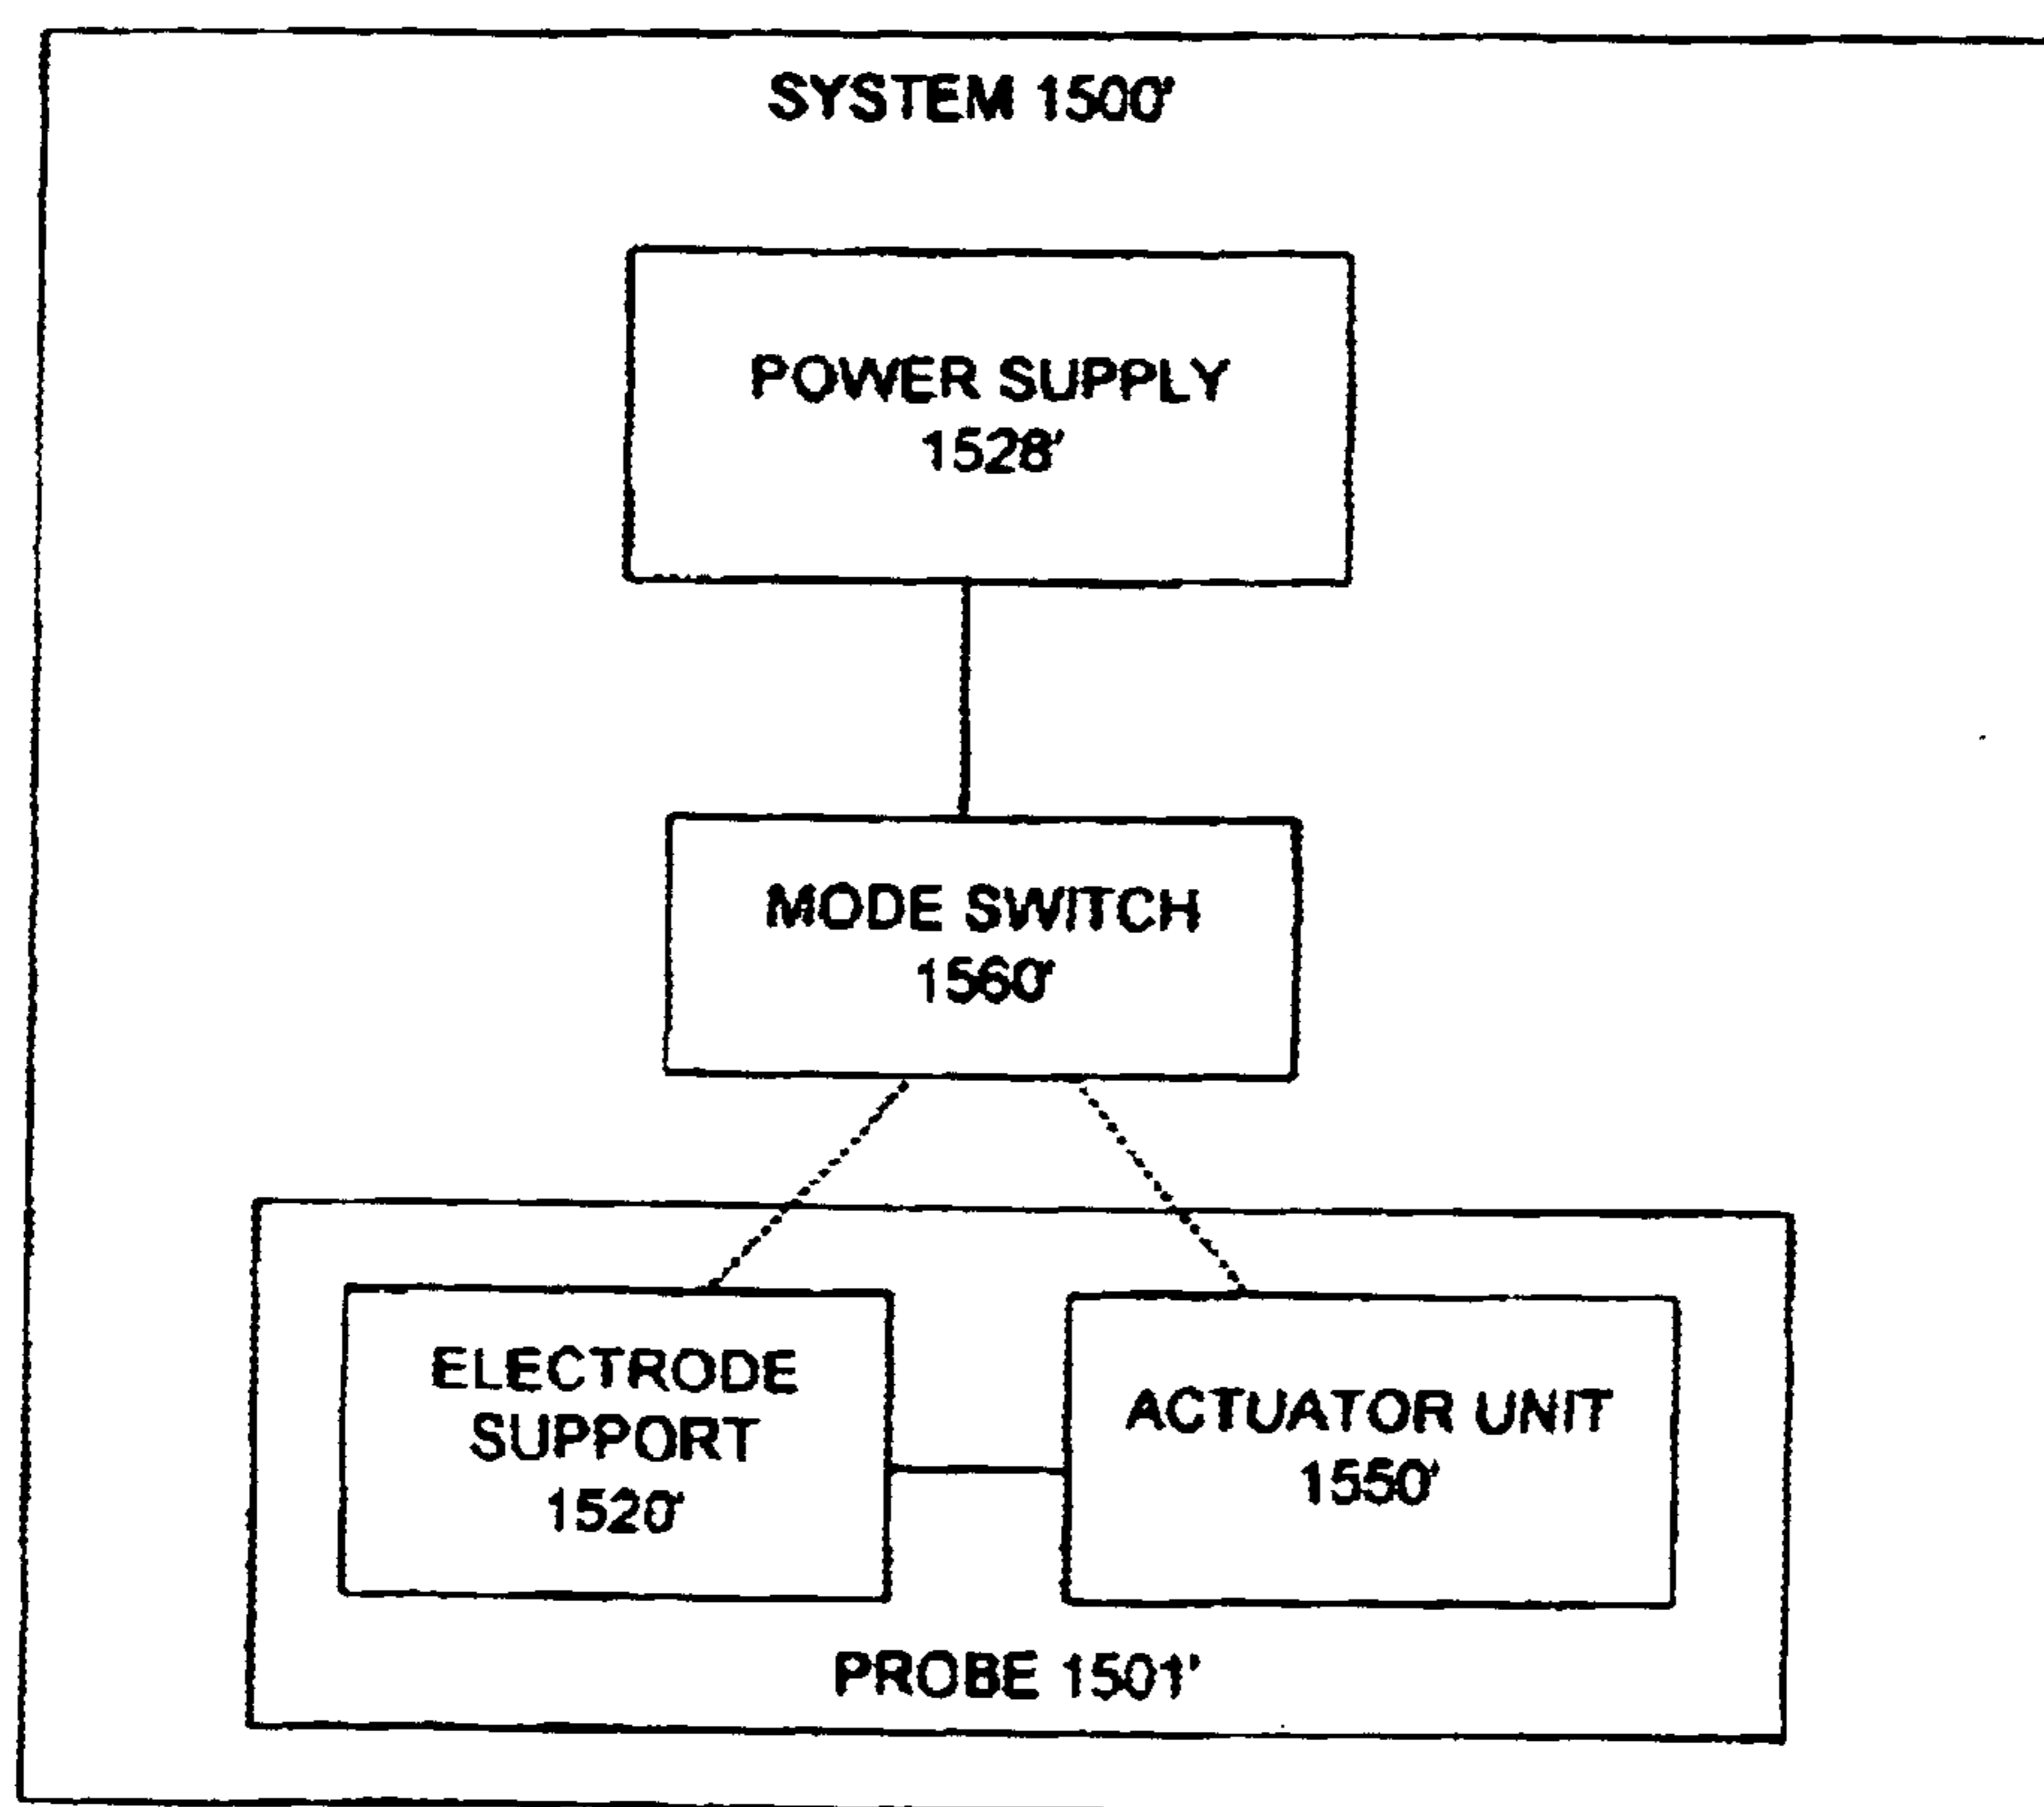 SYSTEM 1500'
POWER SUPPLY
1528'
MODE SWITCH
1560'
ELECTRODE
SUPPORT
1520'
ACTUATOR UNIT
1550'
PROBE 1501'